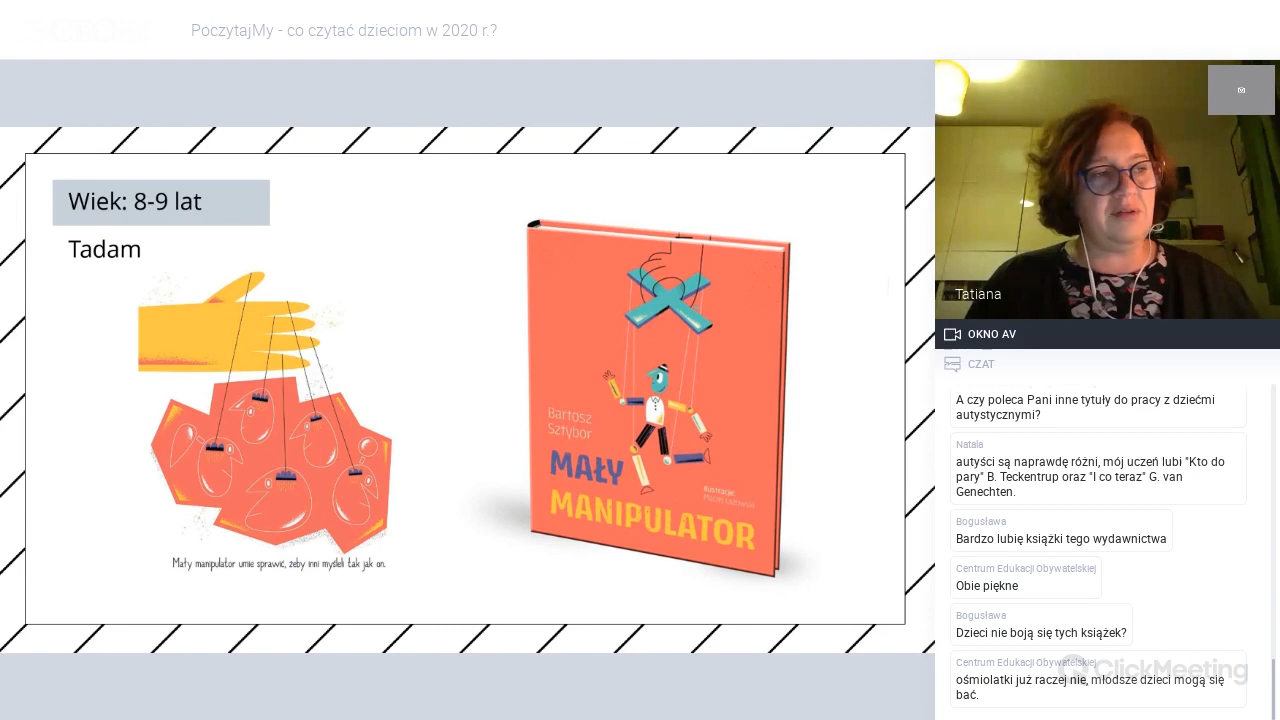 PoczytajMy - co czytać dzieciom w 2020 r.?
Wiek: 8-9 lat
Tadam
Mały manipulator umie sprawić, żeby inni myśleli tak jak on.
Bartosz
Sztybor
MAŁY
MANIPULATOR
Ilustracje:
Tatiana
OKNO AV
CZAT
A czy poleca Pani inne tytuły do pracy z dziećmi
autystycznymi?
Natala
autyści są naprawdę różni, mój uczeń lubi "Kto do
pary" B. Teckentrup oraz "I co teraz" G. van
Genechten.
Bogusława
Bardzo lubię książki tego wydawnictwa
Centrum Edukacji Obywatelskiej
Obie piękne
Bogusława
Dzieci nie boją się tych książek?
Centrum Edukacji Obywatelskiej
ośmiolatki już raczej nie, młodsze dzieci mogą się
bać.
ClickMeeting